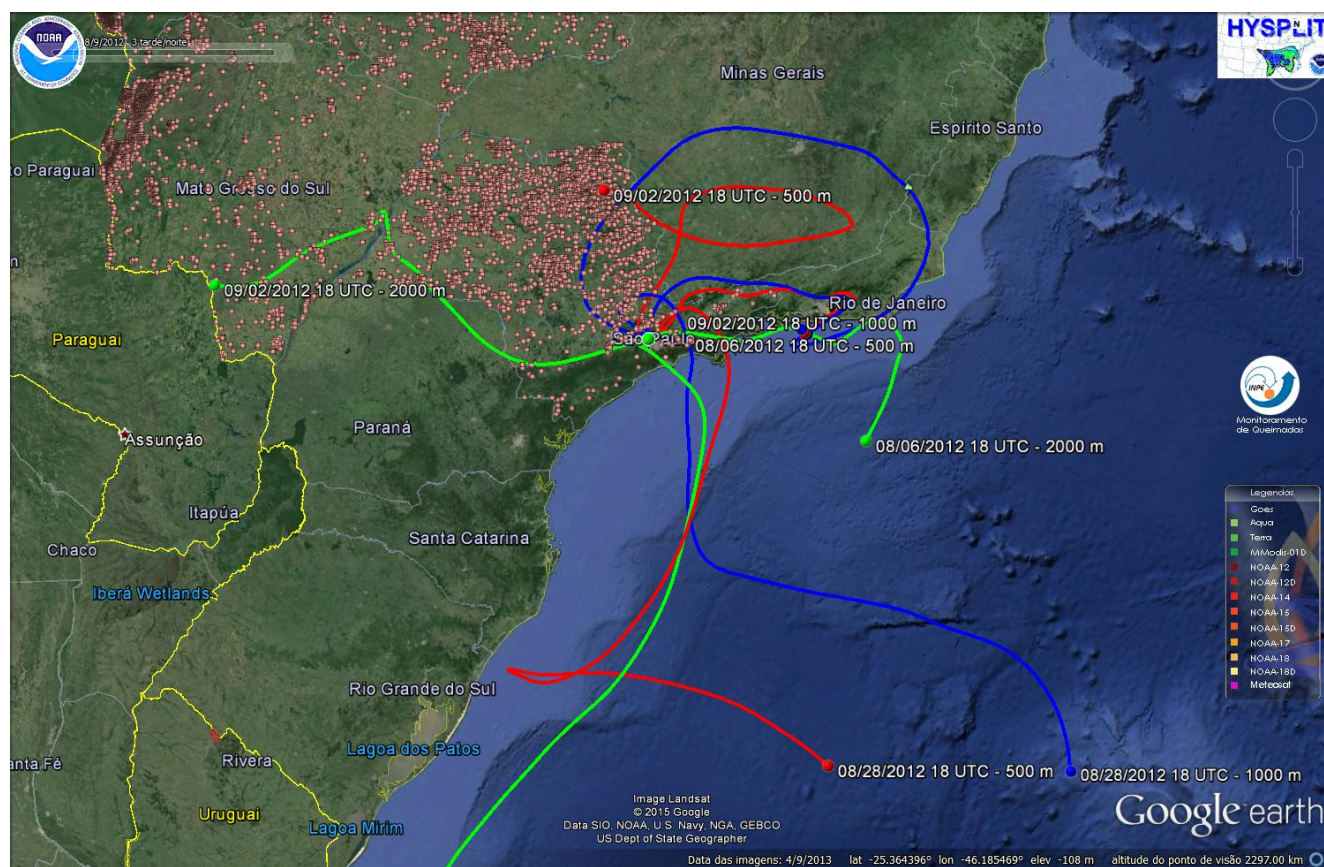 NOAA
8/9/2012 - 3 tarde/noite
HYSPLIT
Minas Gerais
Espírito Santo
to Paraguai
Mato Grosso do Sul
09/02/2012 18 UTC - 500 m
09/02/2012 18 UTC - 2000 m
Rio de Janeiro
09/02/2012 18 UTC - 1000 m
São Paulo
08/06/2012 18 UTC - 500 m
Paraguai
INPE
Monitoramento
de Queimadas
Assunção
Paraná
08/06/2012 18 UTC - 2000 m
Legendas
Goes
Aqua
Terra
MModis-01D
NOAA-12
NOAA-12D
NOAA-14
NOAA-15
NOAA-15D
NOAA-17
NOAA-18
NOAA-18D
Meteosat
Itapúa
Santa Catarina
Chaco
Iberá Wetlands
Rio Grande do Sul
Lagoa dos Patos
anta Fé
Rivera
08/28/2012 18 UTC - 500 m
08/28/2012 18 UTC - 1000 m
Uruguai
Lagoa Mirim
Image Landsat
© 2015 Google
Data SIO, NOAA, U.S. Navy, NGA, GEBCO
US Dept of State Geographer
Google earth
Data das imagens: 4/9/2013 lat -25.364396° lon -46.185469° elev -108 m altitude do ponto de visão 2297.00 km